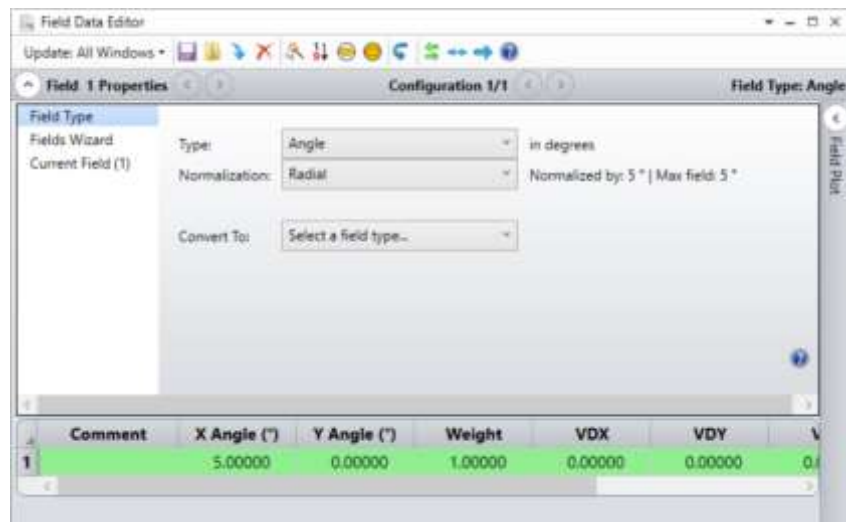 Field Data Editor
Update: All Windows
Field 1 Properties Configuration 1/1 Field Type: Angle
Field Type
Fields Wizard
Current Field (1)
Type: Angle in degrees
Normalization: Radial Normalized by: 5 ° | Max field: 5 °
Convert To: Select a field type...
Field Plot
Comment X Angle (°) Y Angle (°) Weight VDX VDY V
1 5.00000 0.00000 1.00000 0.00000 0.00000